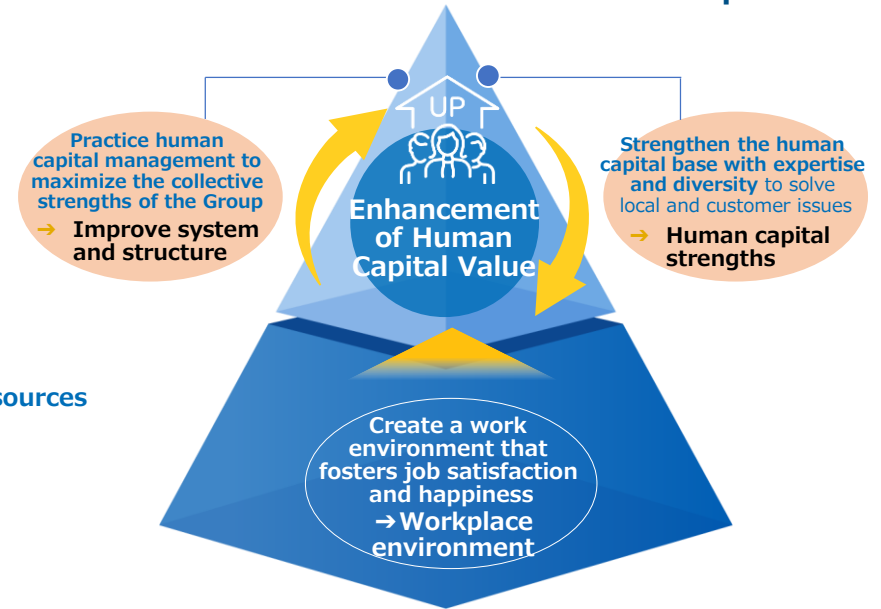 UP
Practice human
capital management to
maximize the collective
strengths of the Group
➔ Improve system
and structure
Strengthen the human
capital base with expertise
and diversity to solve
local and customer issues
➔ Human capital
strengths
Enhancement
of Human
Capital Value
sources
Create a work
environment that
fosters job satisfaction
and happiness
➔Workplace
environment